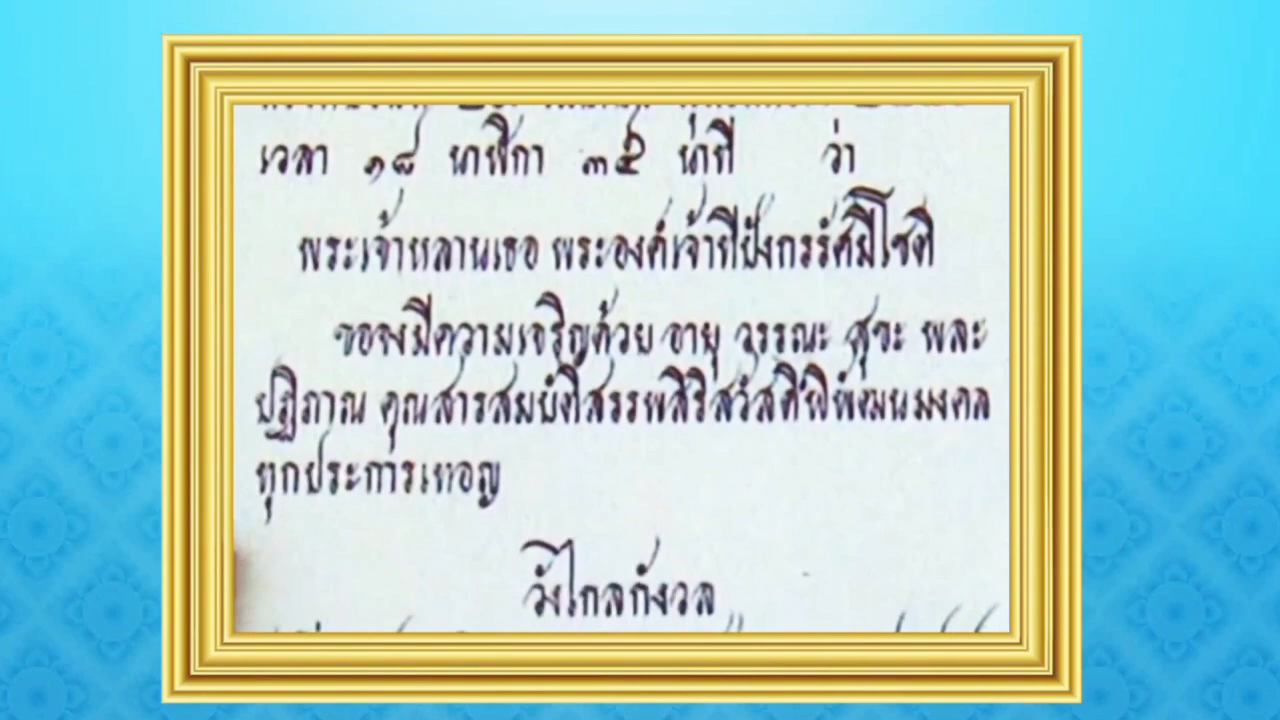 เวลา ๑๘ นาฬิกา ๓๕ นาที ว่า
พระเจ้าหลานเธอ พระองค์เจ้าทีปังกรรัศมีโชติ
ขอจงมีความเจริญด้วย อายุ วรรณะ สุขะ พละ
ปฏิภาณ คุณสารสมบัติสรรพสิริสวัสดิ์พิพัฒนมงคล
ทุกประการเทอญ
วังไกลกังวล